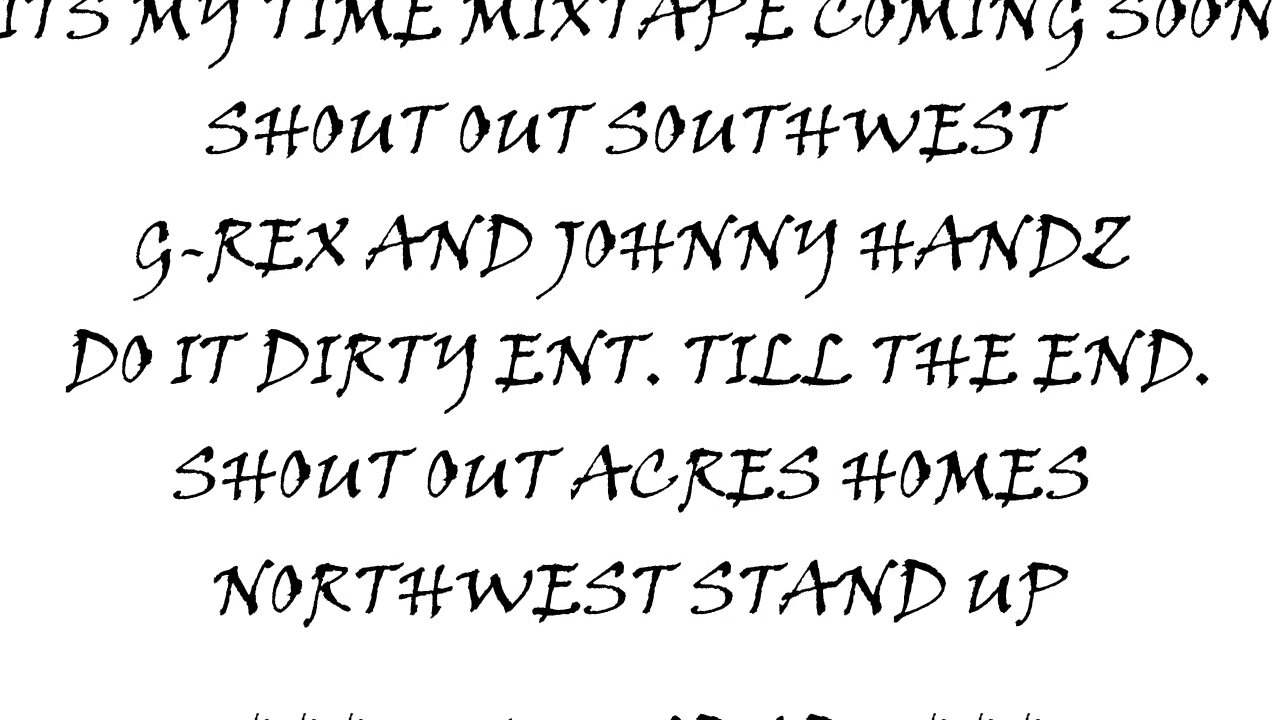 ITS MY TIME MIXTAPE COMING SOON
SHOUT OUT SOUTHWEST
G-REX AND JOHNNY HANDZ
DO IT DIRTY ENT. TILL THE END.
SHOUT OUT ACRES HOMES
NORTHWEST STAND UP